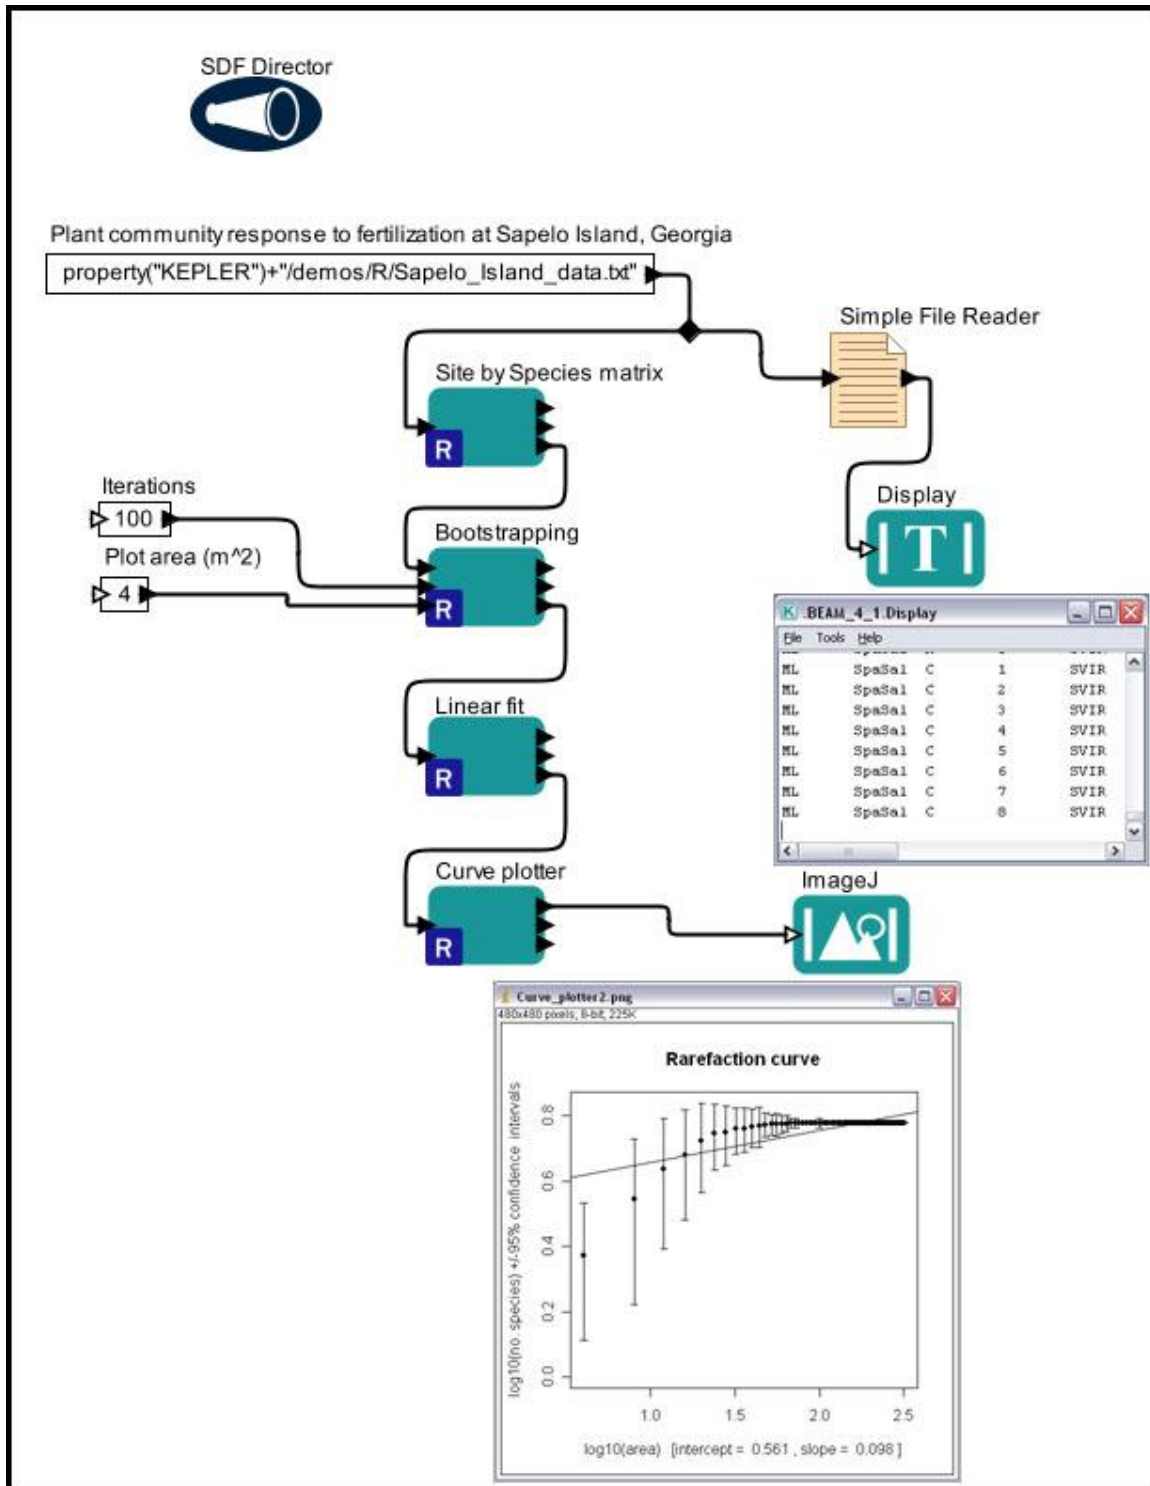 SDF Director
Plant community response to fertilization at Sapelo Island, Georgia
property("KEPLER")+"/demos/R/Sapelo_Island_data.txt"
Simple File Reader
Site by Species matrix
R
Iterations
100
Plot area (m^2)
4
Bootstrapping
R
Display
T
K .BEAM_4_1.Display
File Tools Help
ML SpaSal C 1 SVIR
ML SpaSal C 2 SVIR
ML SpaSal C 3 SVIR
ML SpaSal C 4 SVIR
ML SpaSal C 5 SVIR
ML SpaSal C 6 SVIR
ML SpaSal C 7 SVIR
ML SpaSal C 8 SVIR
Linear fit
R
Curve plotter
R
ImageJ
Curve_plotter2.png
480x480 pixels; 8-bit; 225K
Rarefaction curve
log10(no. species) +/-95% confidence intervals
0.8
0.6
0.4
0.2
0.0
1.0 1.5 2.0 2.5
log10(area) [intercept = 0.561 , slope = 0.098 ]